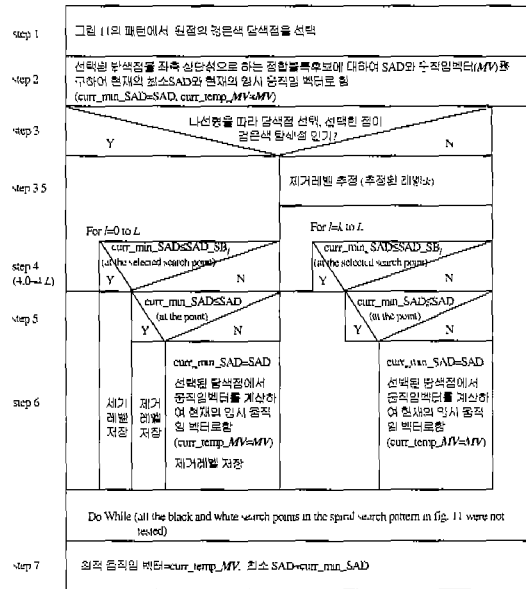 step 1
그림 11의 패턴에서 원점의 검은색 탐색점을 선택
step 2
선택된 탐색점을 좌측 상단점으로 하는 정합블록후보에 대하여 SAD와 움직임벡터(MV)를 구하여 현재의 최소SAD와 현재의 임시 움직임 벡터로 함
(curr_min_SAD=SAD, curr_temp_MV=MV)
step 3
나선형을 따라 탐색점 선택, 선택한 점이
검은색 탐색점 인가?
Y
N
step 3.5
제거레벨 추정 (추정된 레벨:k)
For l=0 to L
For l=k to L
step 4
(4.0~4.L)
curr_min_SAD≤SAD_SB_l
(at the selected search point)
Y
N
curr_min_SAD≤SAD_SB_l
(at the selected search point)
Y
N
step 5
curr_min_SAD≤SAD
(at the point)
Y
N
curr_min_SAD≤SAD
(at the point)
Y
N
step 6
제거
레벨
저장
제거
레벨
저장
curr_min_SAD=SAD
선택된 탐색점에서
움직임벡터를 계산하
여 현재의 임시 움직
임 벡터로함
(curr_temp_MV=MV)
제거레벨 저장
curr_min_SAD=SAD
선택된 탐색점에서
움직임벡터를 계산하
여 현재의 임시 움직
임 벡터로함
(curr_temp_MV=MV)
Do While (all the black and white search points in the spiral search pattern in fig. 11 were not
tested)
step 7
최적 움직임 벡터=curr_temp_MV, 최소 SAD=curr_min_SAD